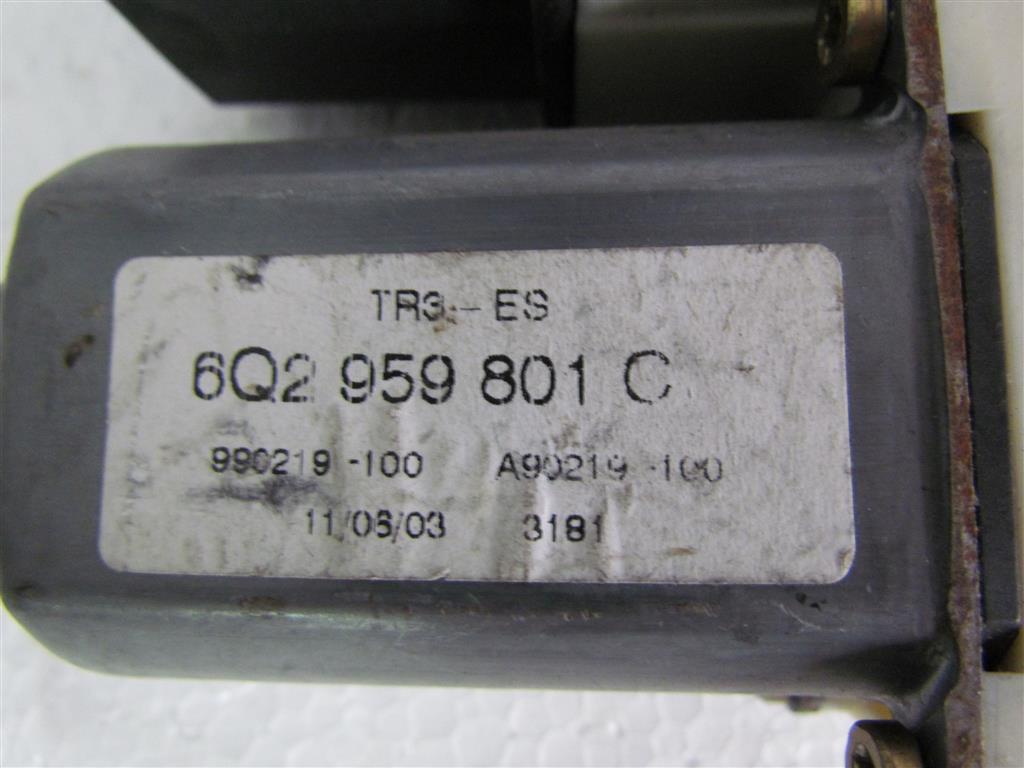 TR3 - ES
6Q2 959 801 C
990219 -100 A90219 -100
11/06/03 3181